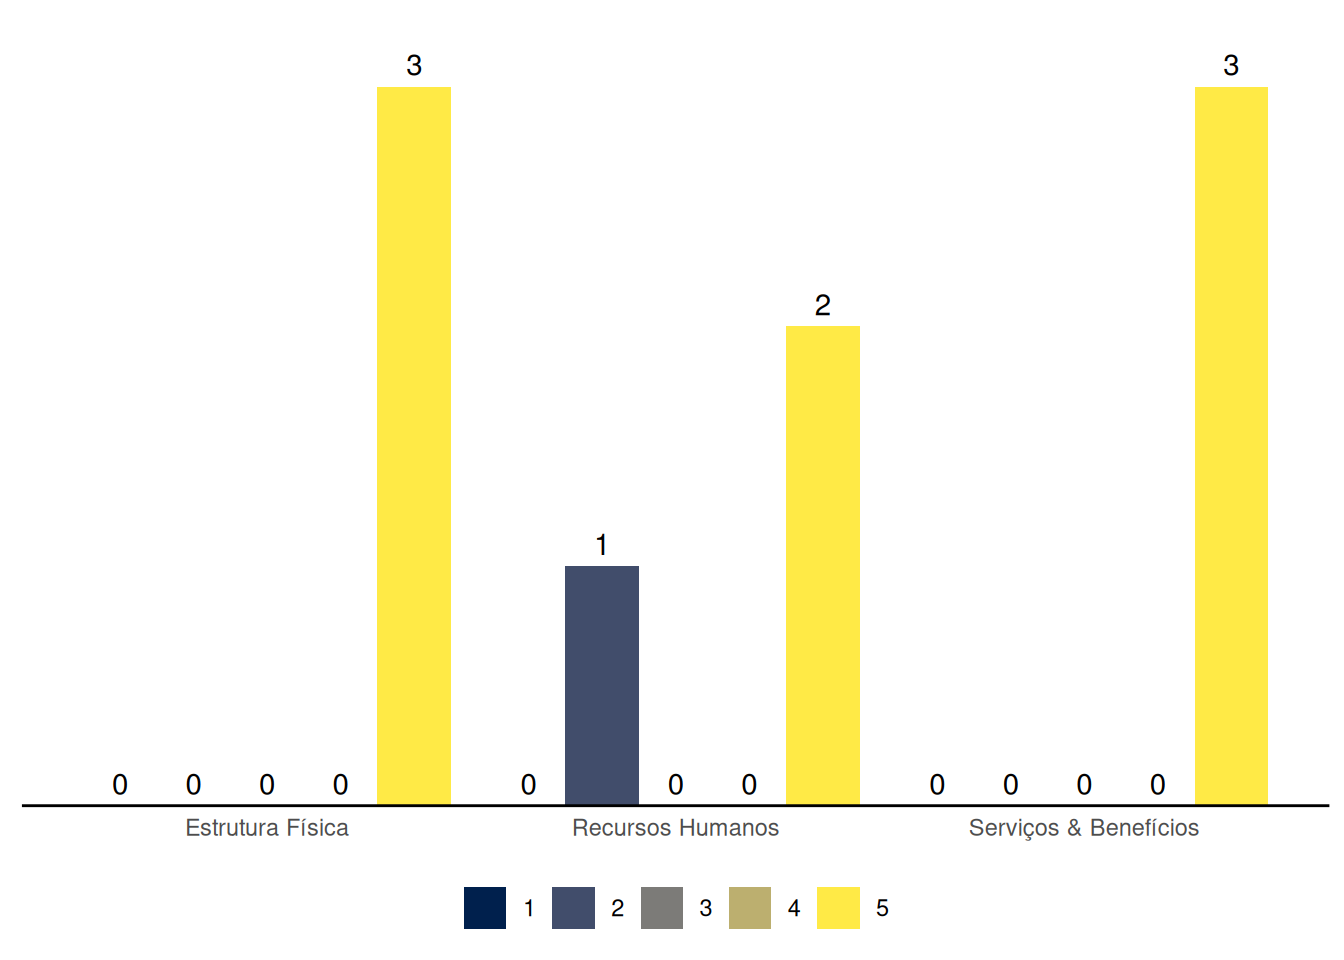 3 3
2
1
0 0 0 0 0 0 0 0 0 0 0
Estrutura Física Recursos Humanos Serviços & Benefícios
1 2 3 4 5